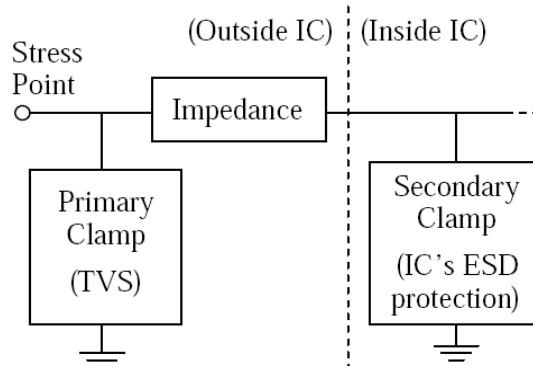 (Outside IC)
(Inside IC)
Stress
Point
Impedance
Primary
Clamp
(TVS)
Secondary
Clamp
(IC's ESD
protection)